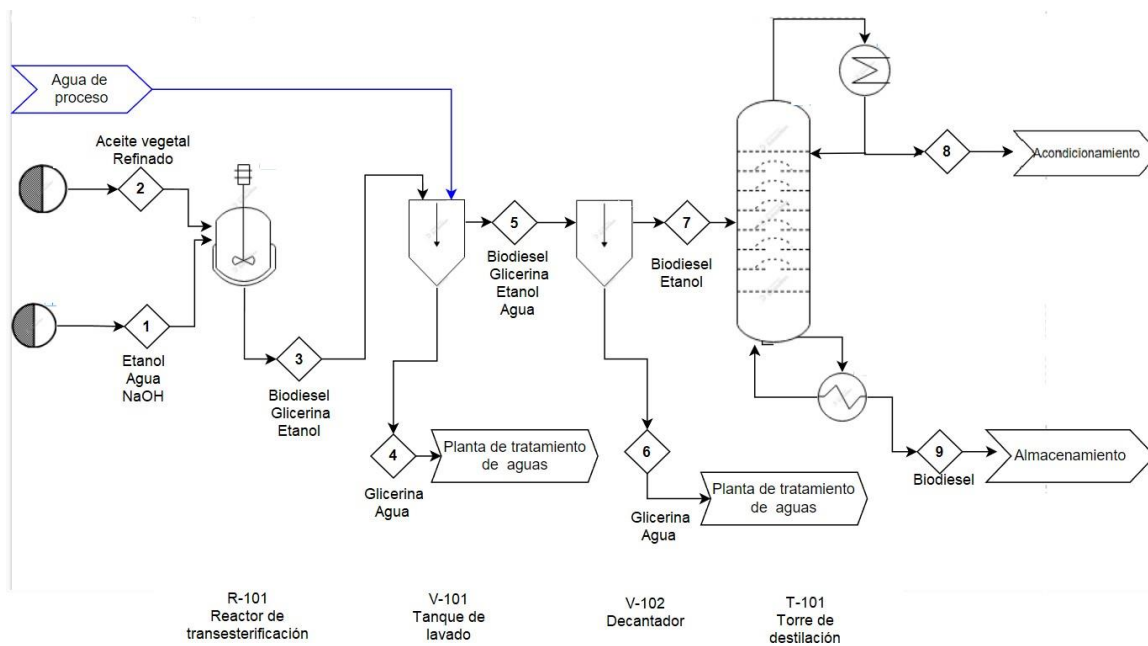 Agua de
proceso
Aceite vegetal
Refinado
2
1
Etanol
Agua
NaOH
3
Biodiesel
Glicerina
Etanol
4
Glicerina
Agua
Planta de tratamiento
de aguas
5
Biodiesel
Glicerina
Etanol
Agua
6
Glicerina
Agua
Planta de tratamiento
de aguas
7
Biodiesel
Etanol
8
Acondicionamiento
9
Biodiesel
Almacenamiento
R-101
Reactor de
transesterificación
V-101
Tanque de
lavado
V-102
Decantador
T-101
Torre de
destilación